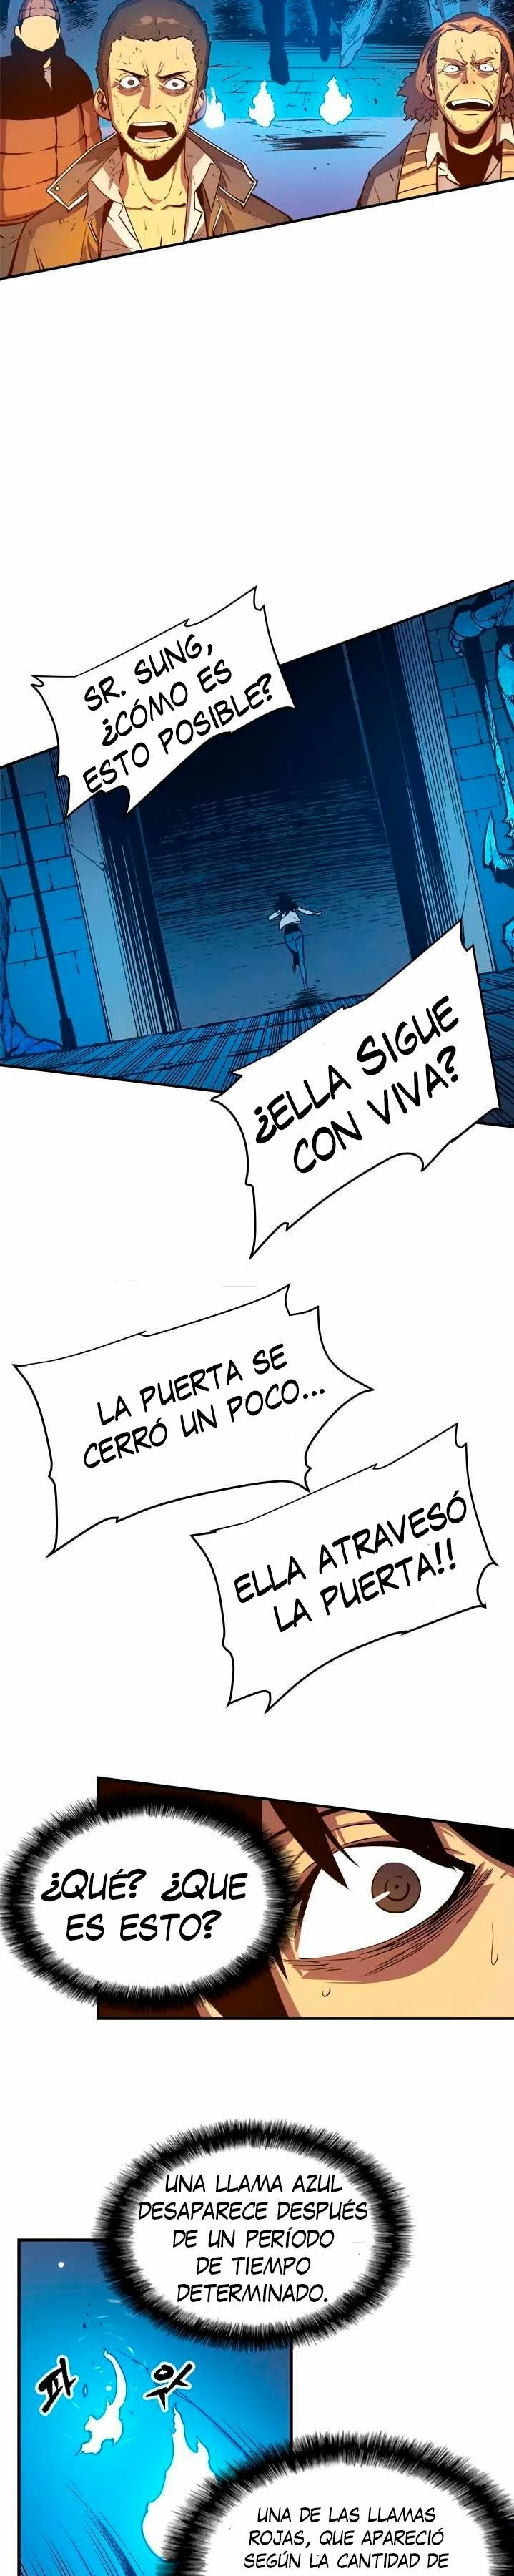 SR. SUNG,
¿CÓMO ES
ESTO POSIBLE?
¿ELLA SIGUE
CON VIVA?
LA PUERTA SE
CERRÓ UN POCO...
ELLA ATRAVESÓ
LA PUERTA!!
¿QUÉ? ¿QUE
ES ESTO?
UNA LLAMA AZUL
DESAPARECE DESPUÉS
DE UN PERÍODO
DE TIEMPO
DETERMINADO.
파 앗
UNA DE LAS LLAMAS
ROJAS, QUE APARECIÓ
SEGÚN LA CANTIDAD DE